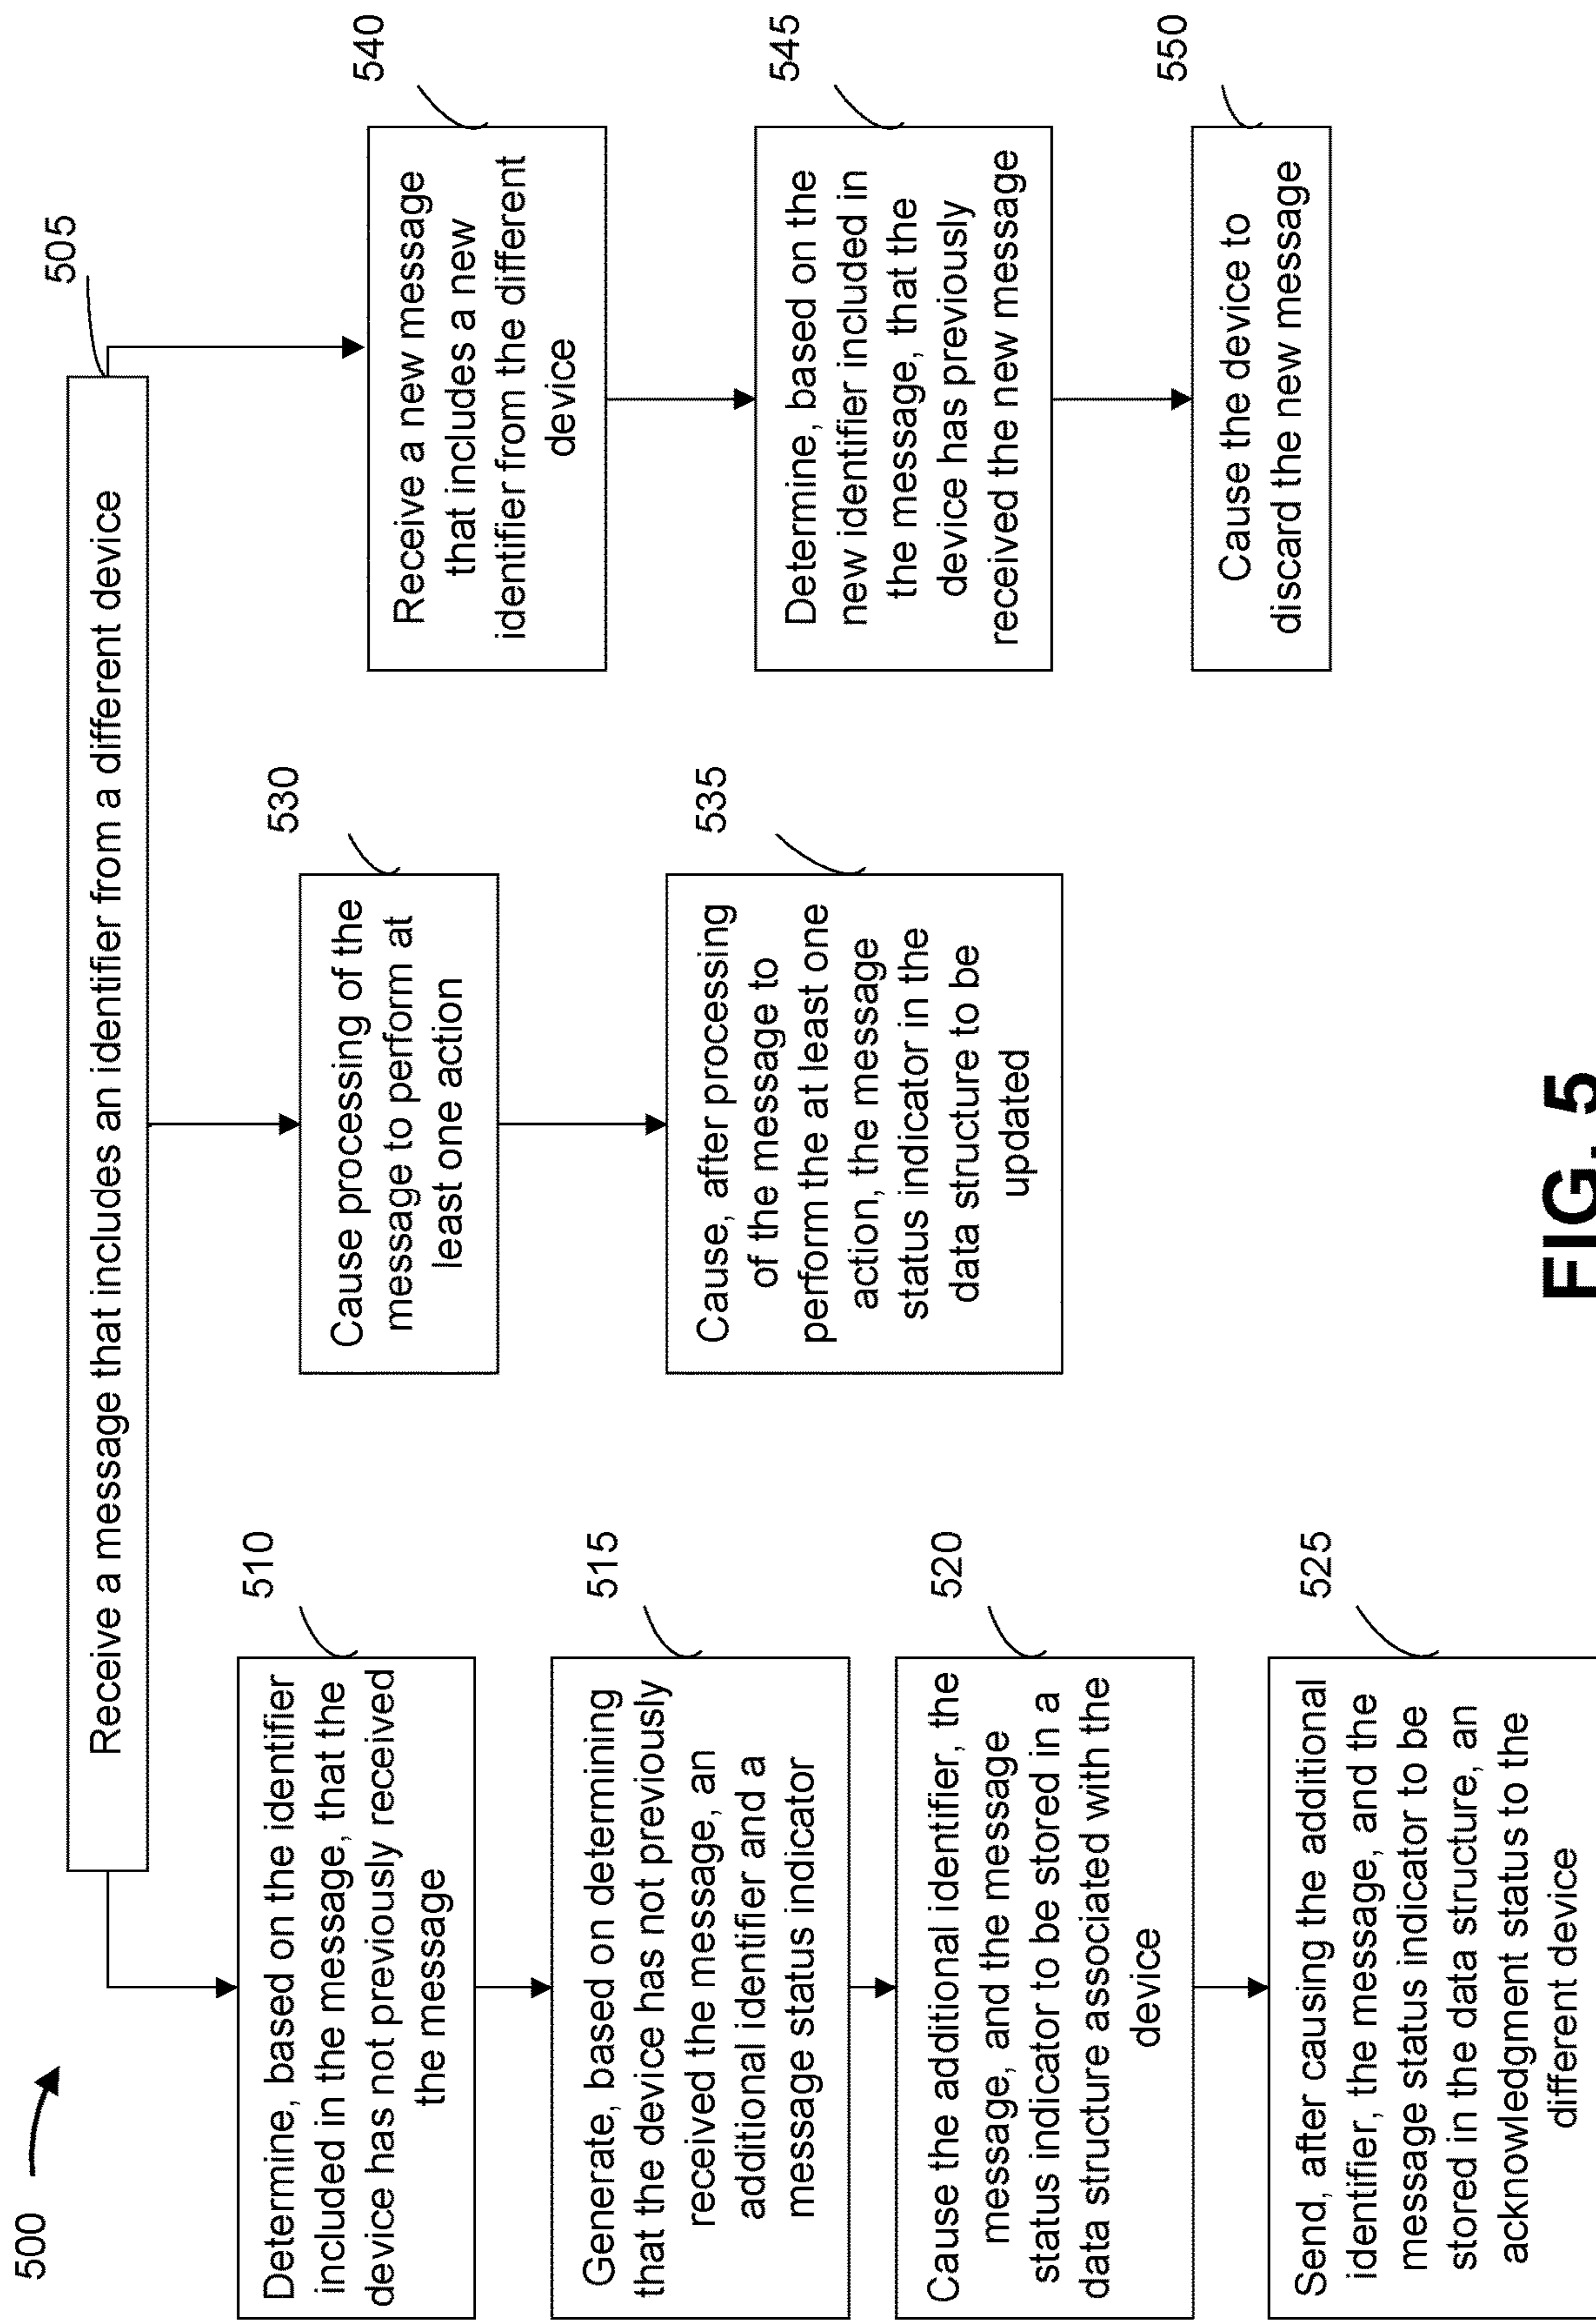 500
505
Receive a message that includes an identifier from a different device
510
Determine, based on the identifier
included in the message, that the
device has not previously received
the message
515
Generate, based on determining
that the device has not previously
received the message, an
additional identifier and a
message status indicator
520
Cause the additional identifier, the
message, and the message
status indicator to be stored in a
data structure associated with the
device
525
Send, after causing the additional
identifier, the message, and the
message status indicator to be
stored in the data structure, an
acknowledgment status to the
different device
530
Cause processing of the
message to perform at
least one action
535
Cause, after processing
of the message to
perform the at least one
action, the message
status indicator in the
data structure to be
updated
540
Receive a new message
that includes a new
identifier from the different
device
545
Determine, based on the
new identifier included in
the message, that the
device has previously
received the new message
550
Cause the device to
discard the new message
FIG. 5